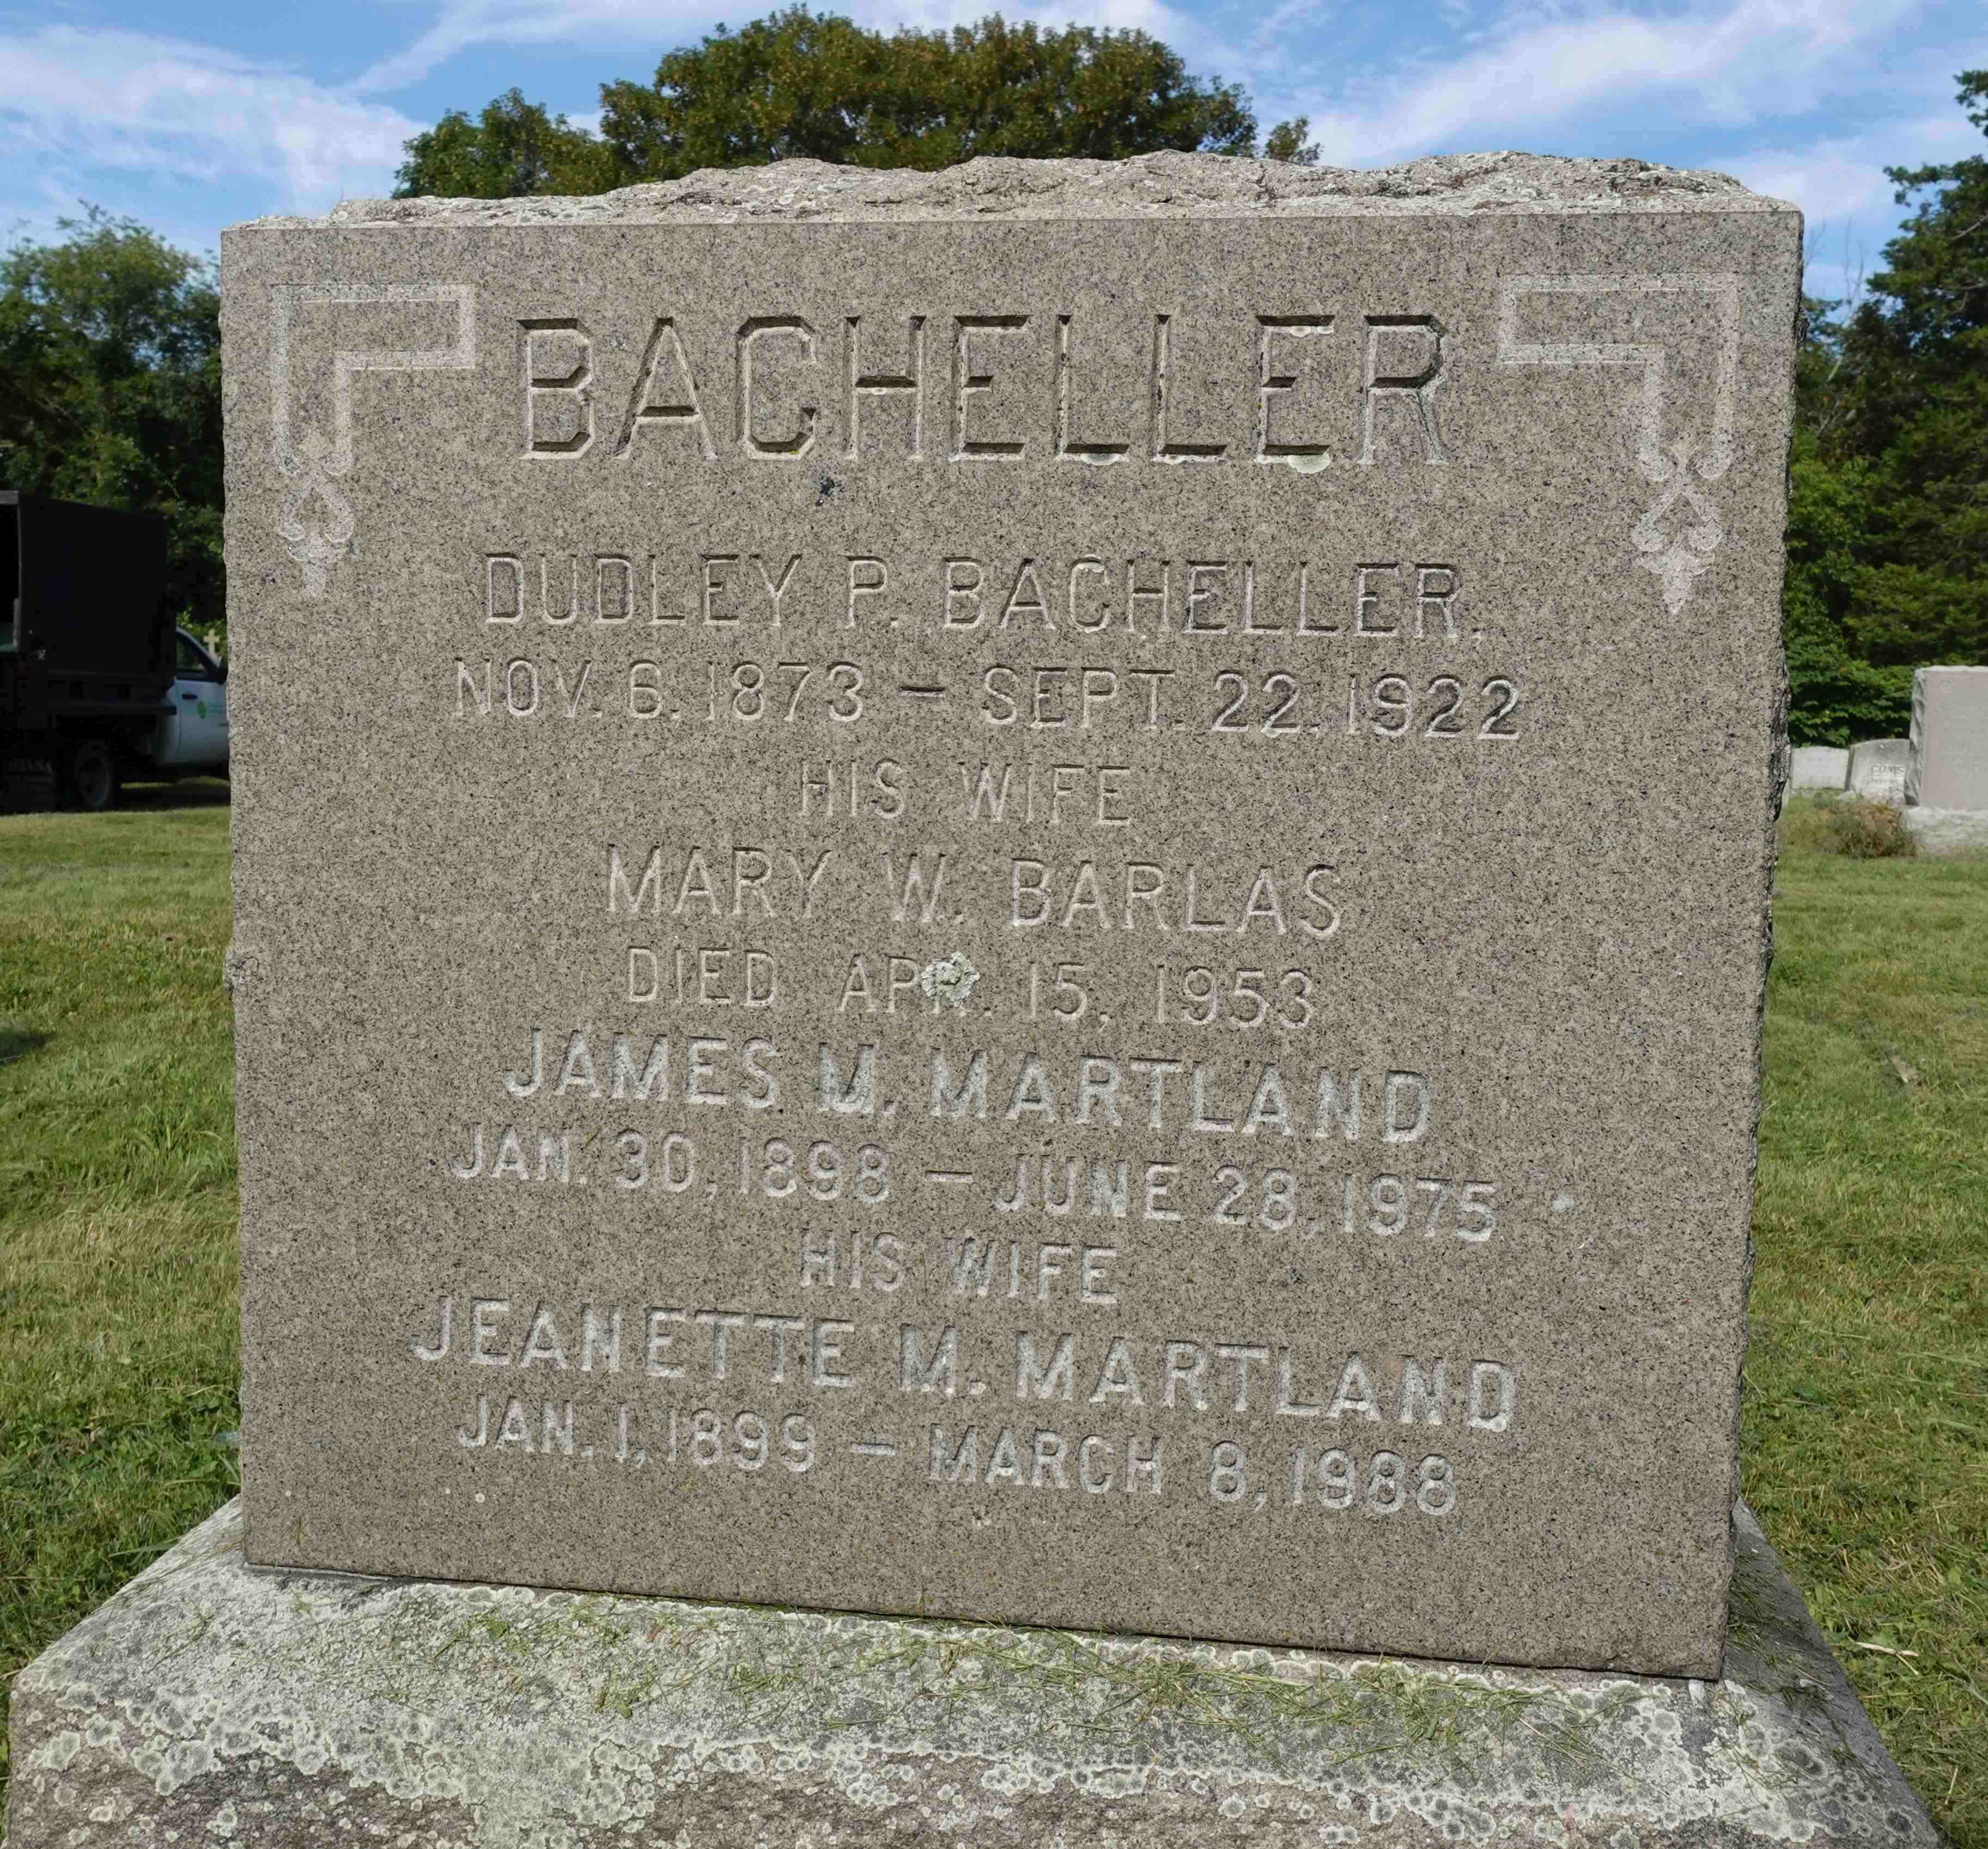 BACHELLER
DUDLEY P. BACHELLER.
NOV. 6. 1873 – SEPT. 22, 1922
HIS WIFE
MARY W. BARLAS
DIED APR. 15, 1953
JAMES M. MARTLAND
JAN. 30, 1898 – JUNE 28, 1975
HIS WIFE
JEANETTE M. MARTLAND
JAN. 1, 1899 – MARCH 8, 1988